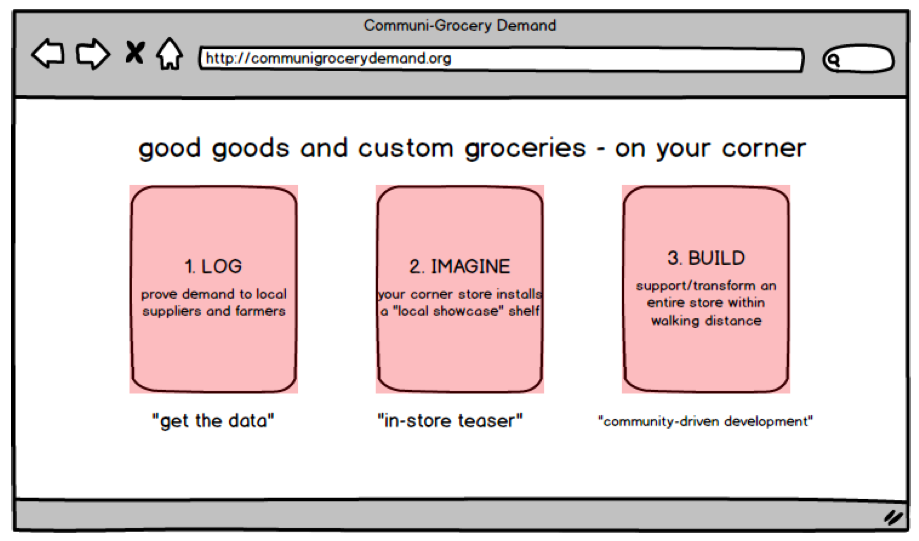 Communi-Grocery Demand
http://communigrocerydemand.org
good goods and custom groceries - on your corner
1. LOG
prove demand to local
suppliers and farmers
2. IMAGINE
your corner store installs
a "local showcase" shelf
3. BUILD
support/transform an
entire store within
walking distance
"get the data"
"in-store teaser"
"community-driven development"